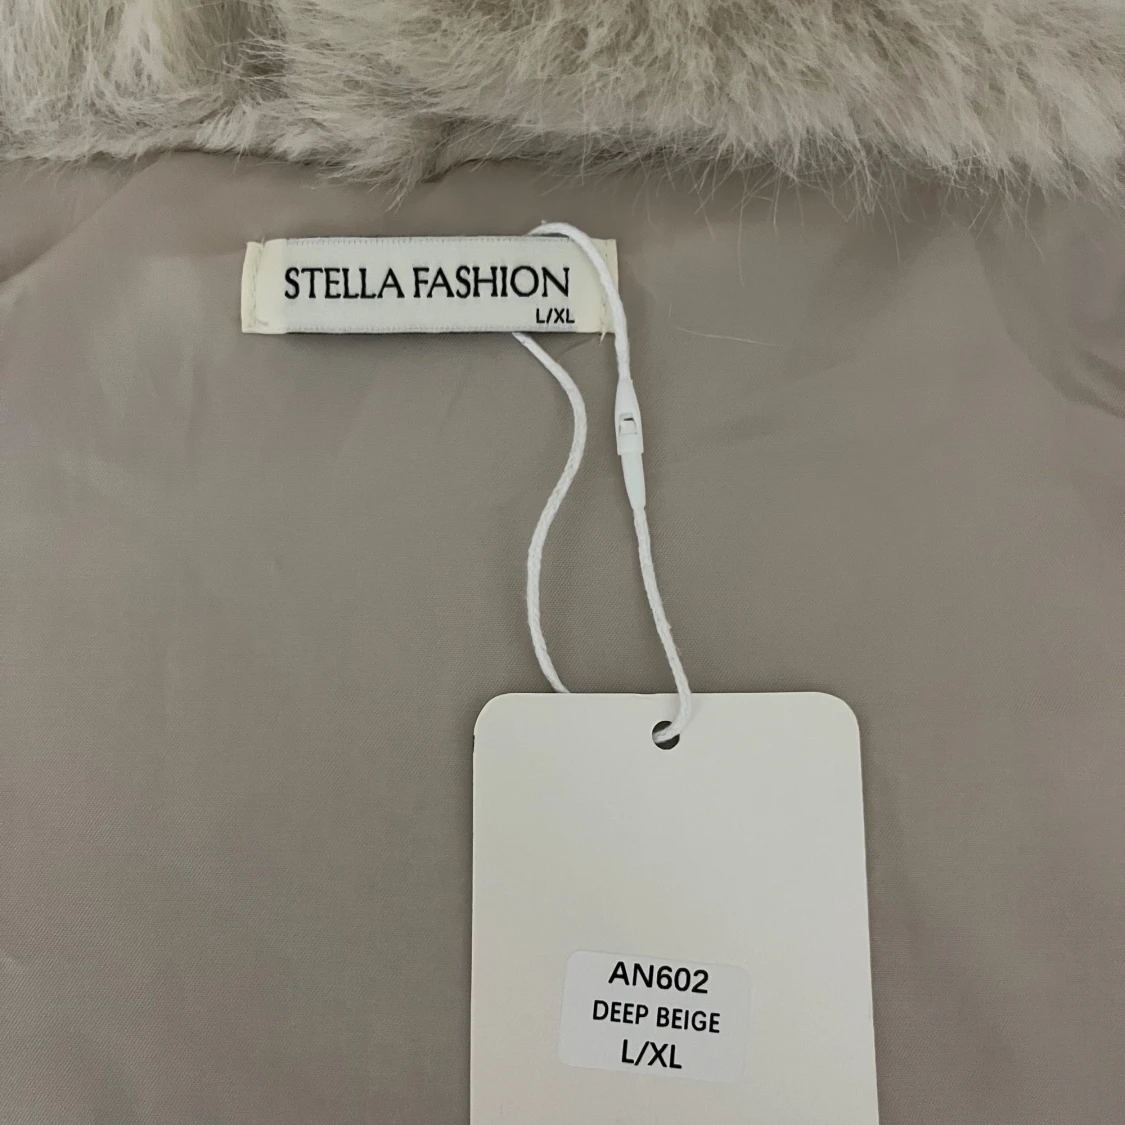 STELLA FASHION
L/XL
AN602
DEEP BEIGE
L/XL